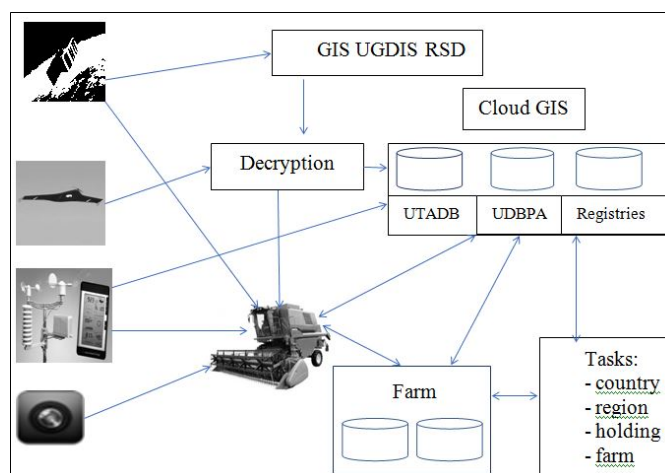 GIS UGDIS RSD
Cloud GIS
Decryption
UTADB
UDBPA
Registries
Farm
Tasks:
- country
- region
- holding
- farm